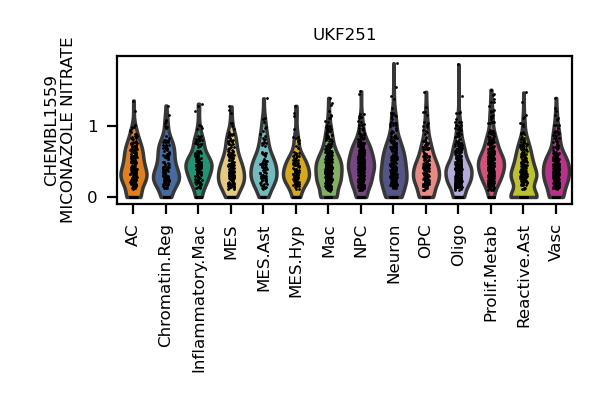 UKF251
CHEMBL1559
MICONAZOLE NITRATE
1
0
AC
Chromatin.Reg
Inflammatory.Mac
MES
MES.Ast
MES.Hyp
Mac
NPC
Neuron
OPC
Oligo
Prolif.Metab
Reactive.Ast
Vasc